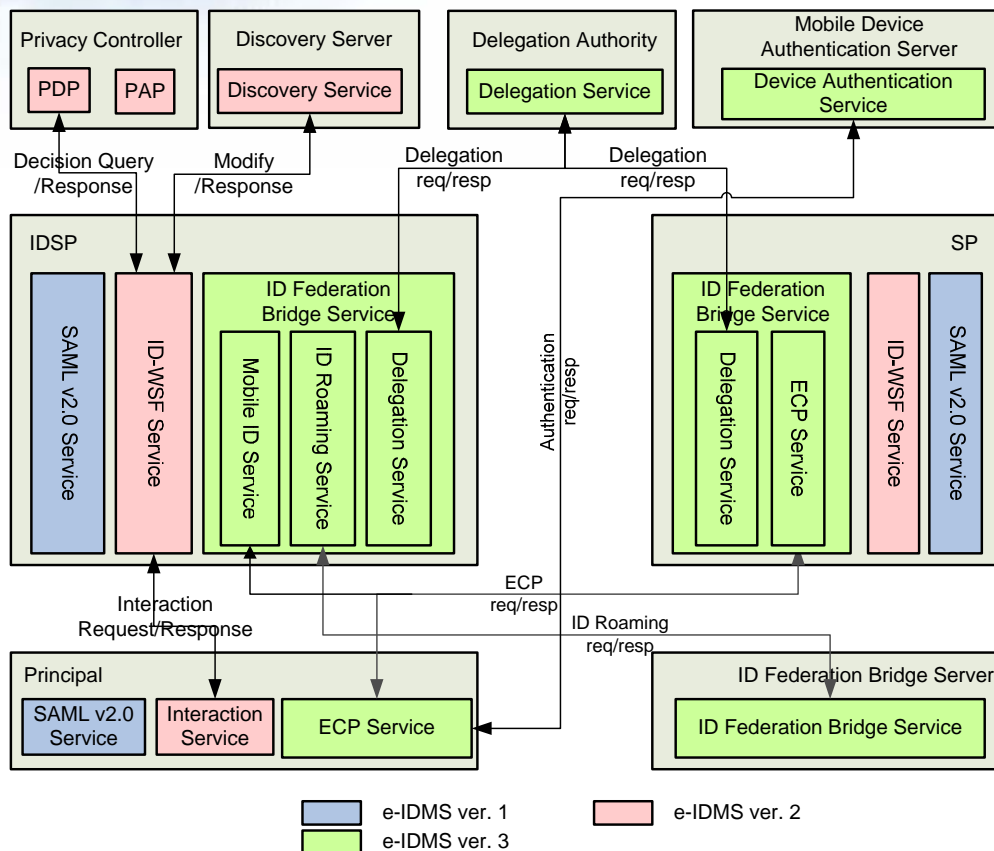 Privacy Controller
PDP
PAP
Discovery Server
Discovery Service
Delegation Authority
Delegation Service
Mobile Device
Authentication Server
Device Authentication
Service
Decision Query
/Response
Modify
/Response
Delegation
req/resp
Delegation
req/resp
IDSP
SAML v2.0 Service
ID-WSF Service
ID Federation
Bridge Service
Mobile ID Service
ID Roaming Service
Delegation Service
Authentication
req/resp
SP
ID Federation
Bridge Service
Delegation Service
ECP Service
ID-WSF Service
SAML v2.0 Service
Interaction
Request/Response
ECP
req/resp
ID Roaming
req/resp
Principal
SAML v2.0
Service
Interaction
Service
ECP Service
ID Federation Bridge Server
ID Federation Bridge Service
e-IDMS ver. 1
e-IDMS ver. 2
e-IDMS ver. 3